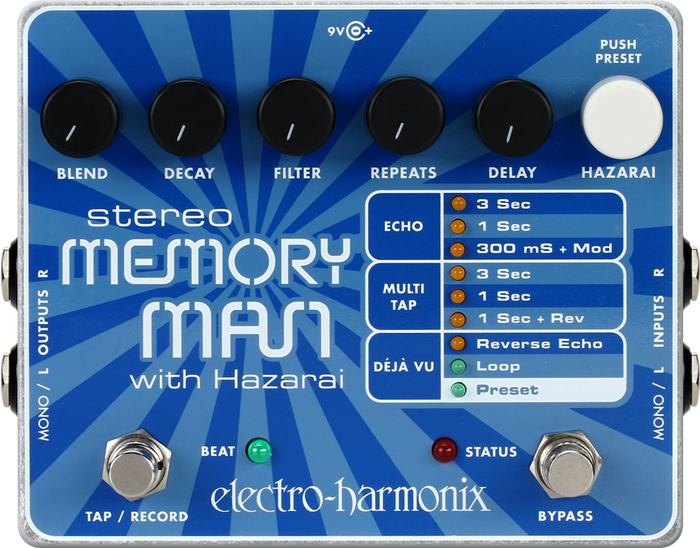 9V +
PUSH
PRESET
BLEND DECAY FILTER REPEATS DELAY HAZARAI
stereo
MEMORY
MAN
with Hazarai
ECHO
3 Sec
1 Sec
300 mS + Mod
MULTI
TAP
3 Sec
1 Sec
1 Sec + Rev
DÉJÀ VU
Reverse Echo
Loop
Preset
MONO / L OUTPUTS R
MONO / L INPUTS R
BEAT
STATUS
electro-harmonix
TAP / RECORD
BYPASS